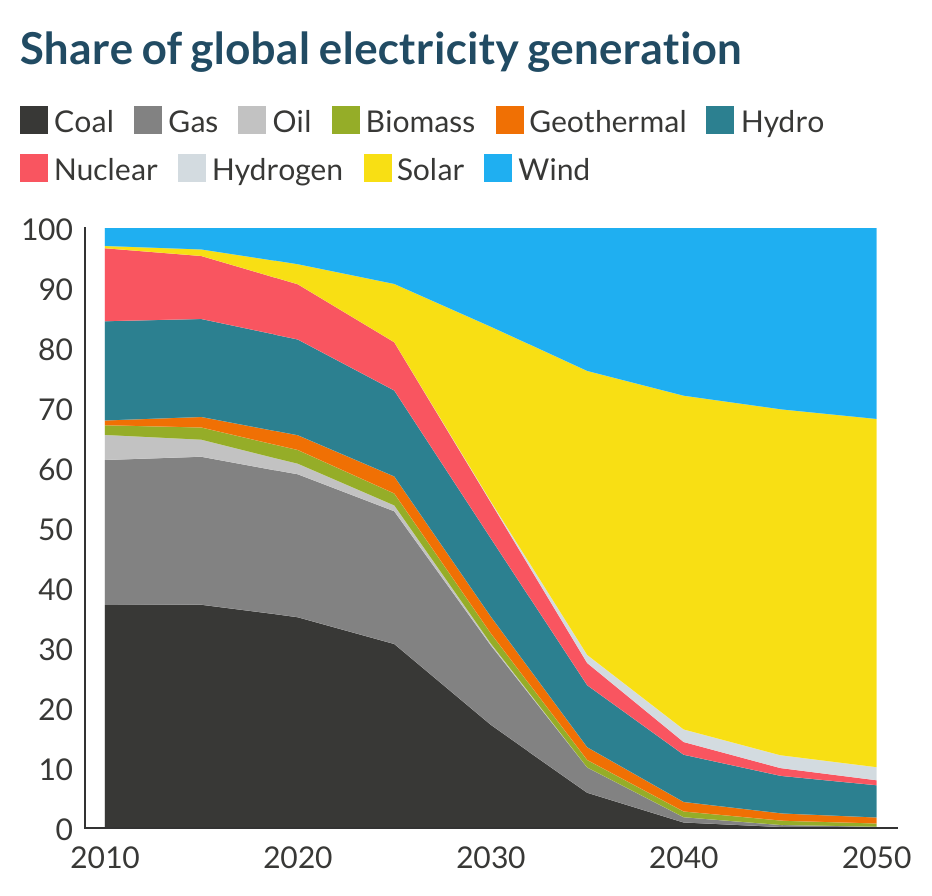 Share of global electricity generation
Coal Gas Oil Biomass Geothermal Hydro
Nuclear Hydrogen Solar Wind
100
90
80
70
60
50
40
30
20
10
0
2010 2020 2030 2040 2050